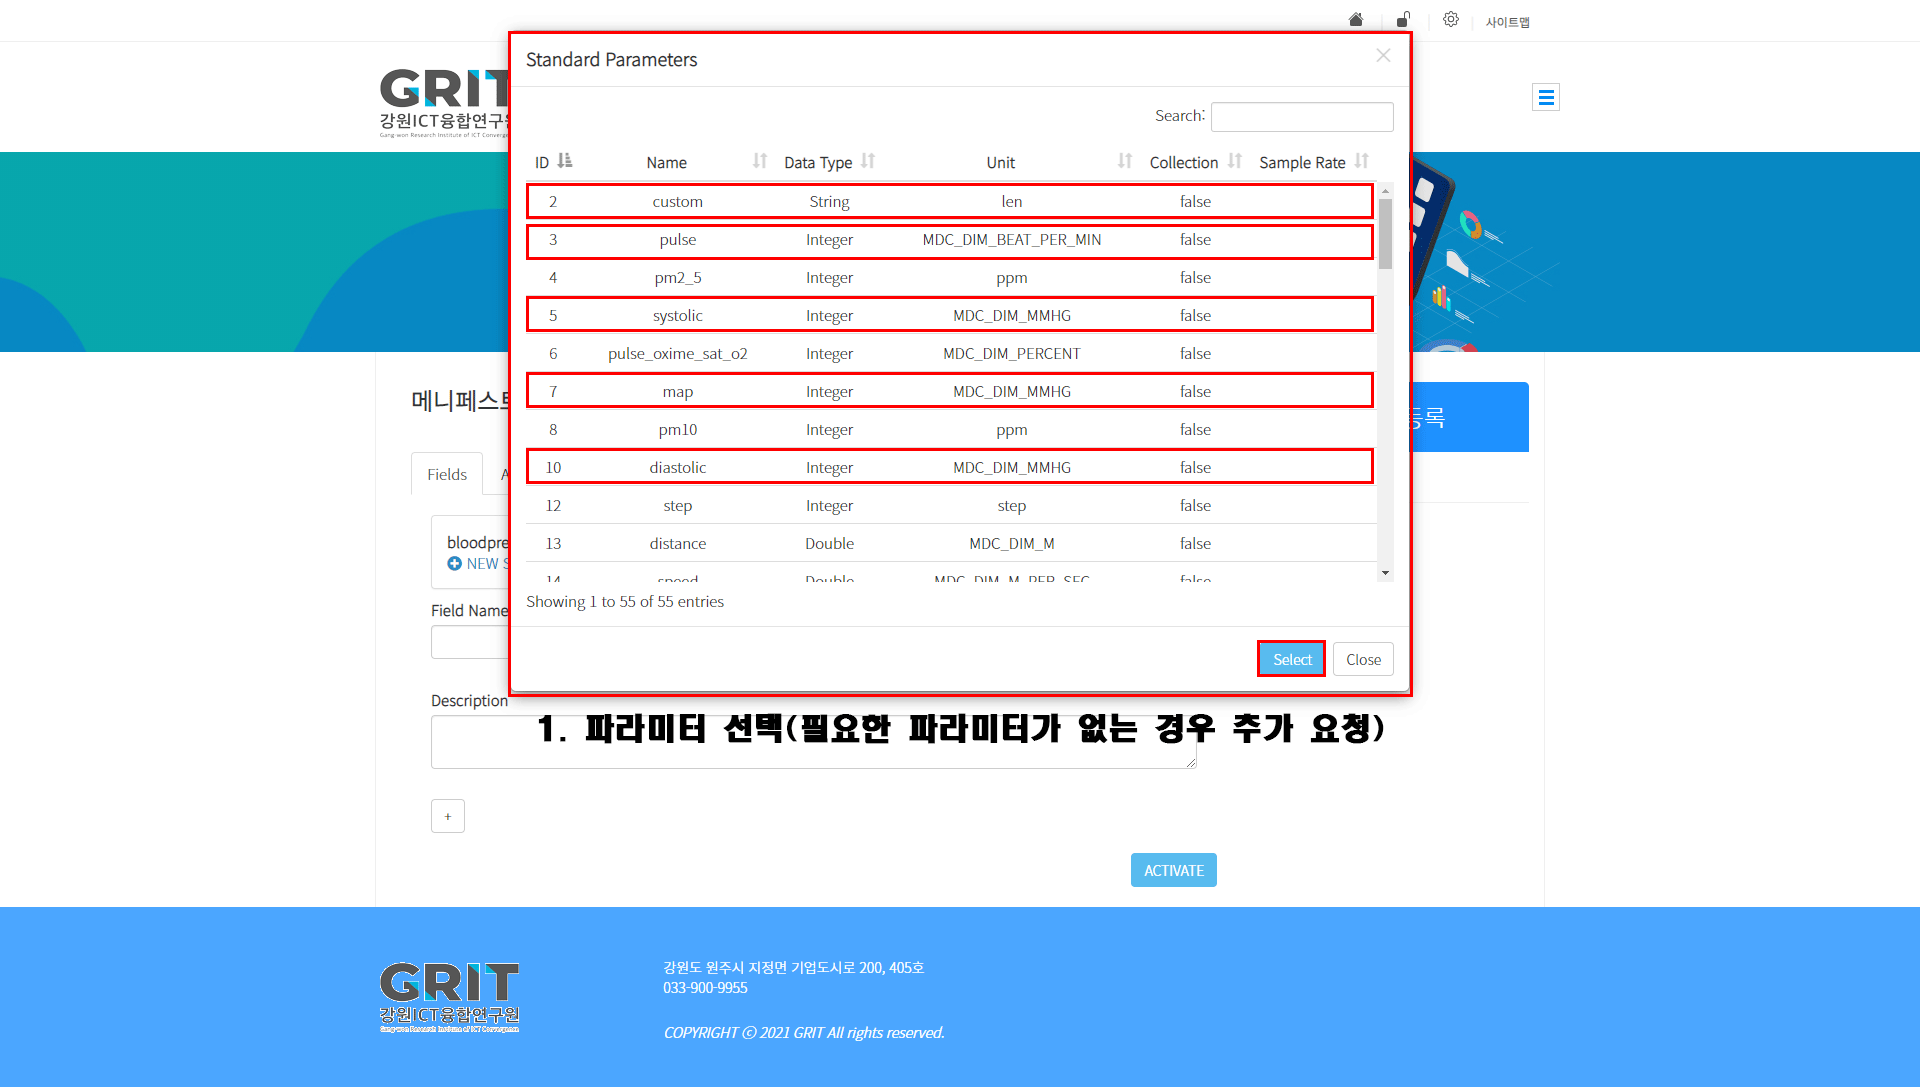 사이트맵
GRIT
강원ICT융합연구
Standard Parameters
Search:
ID Name Data Type Unit Collection Sample Rate
2 custom String len false
3 pulse Integer MDC_DIM_BEAT_PER_MIN false
4 pm2_5 Integer ppm false
5 systolic Integer MDC_DIM_MMHG false
6 pulse_oxime_sat_o2 Integer MDC_DIM_PERCENT false
7 map Integer MDC_DIM_MMHG false
8 pm10 Integer ppm false
10 diastolic Integer MDC_DIM_MMHG false
12 step Integer step false
13 distance Double MDC_DIM_M false
14 speed Double MDC_DIM_M_PER_SEC false
Showing 1 to 55 of 55 entries
Select Close
메니페스트
등록
Fields A
bloodpre
NEW S
Field Name
Description
1. 파라미터 선택(필요한 파라미터가 없는 경우 추가 요청)
+
ACTIVATE
GRIT
강원ICT융합연구원
Gang-won Research Institute of ICT Convergence
강원도 원주시 지정면 기업도시로 200, 405호
033-900-9955
COPYRIGHT ⓒ 2021 GRIT All rights reserved.